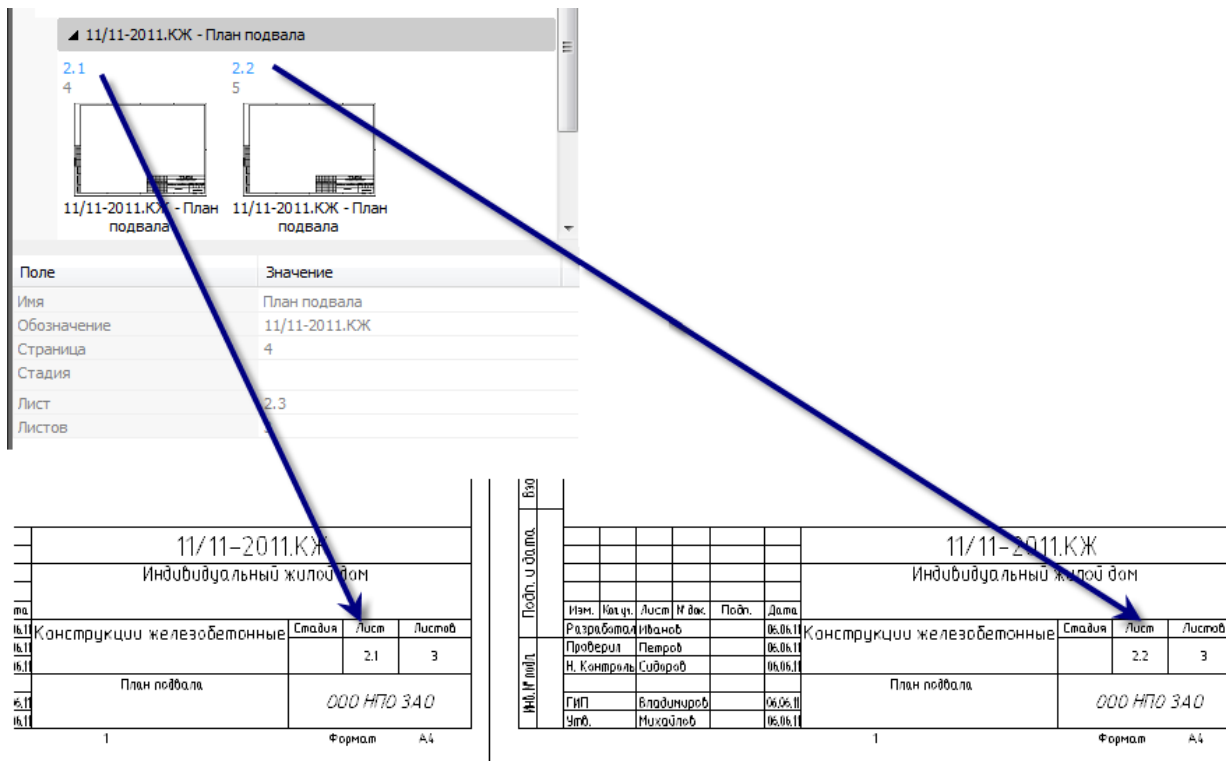 11/11-2011.КЖ - План подвала
2.1 2.2
4 5
11/11-2011.КЖ - План подвала
11/11-2011.КЖ - План подвала
Поле Значение
Имя План подвала
Обозначение 11/11-2011.КЖ
Страница 4
Стадия
Лист 2.3
Листов
11/11-2011.КЖ
Индивидуальный жилой дом
Конструкции железобетонные
Стадия Лист Листов
2.1 3
План подвала
ООО НПО ЗАО
1 Формат А4
Подп. и дата
Инв.№ подл.
11/11-2011.КЖ
Индивидуальный жилой дом
Изм. Кол.уч. Лист № док. Подп. Дата
Разработал Иванов 06.06.11
Проверил Петров 06.06.11
Н. Контроль Сидоров 06.06.11
ГИП Владимиров 06.06.11
Утв. Михайлов 06.06.11
Конструкции железобетонные
Стадия Лист Листов
2.2 3
План подвала
ООО НПО ЗАО
1 Формат А4